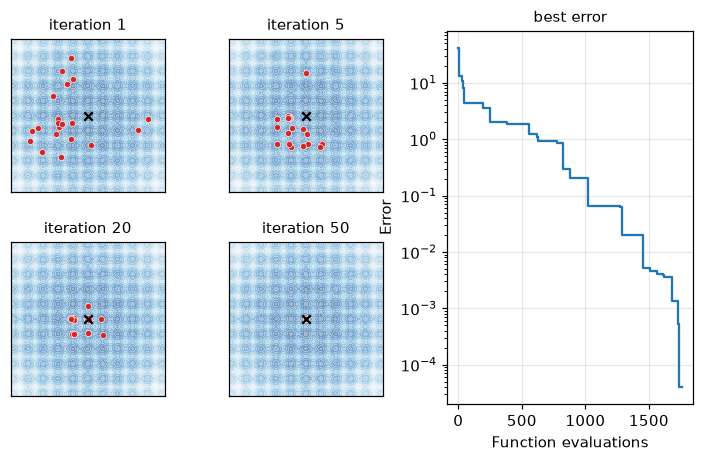 iteration 1
iteration 5
iteration 20
iteration 50
best error
Error
10¹
10⁰
10⁻¹
10⁻²
10⁻³
10⁻⁴
0
500
1000
1500
Function evaluations